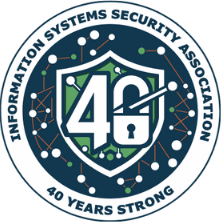 INFORMATION SYSTEMS SECURITY ASSOCIATION
40
40 YEARS STRONG